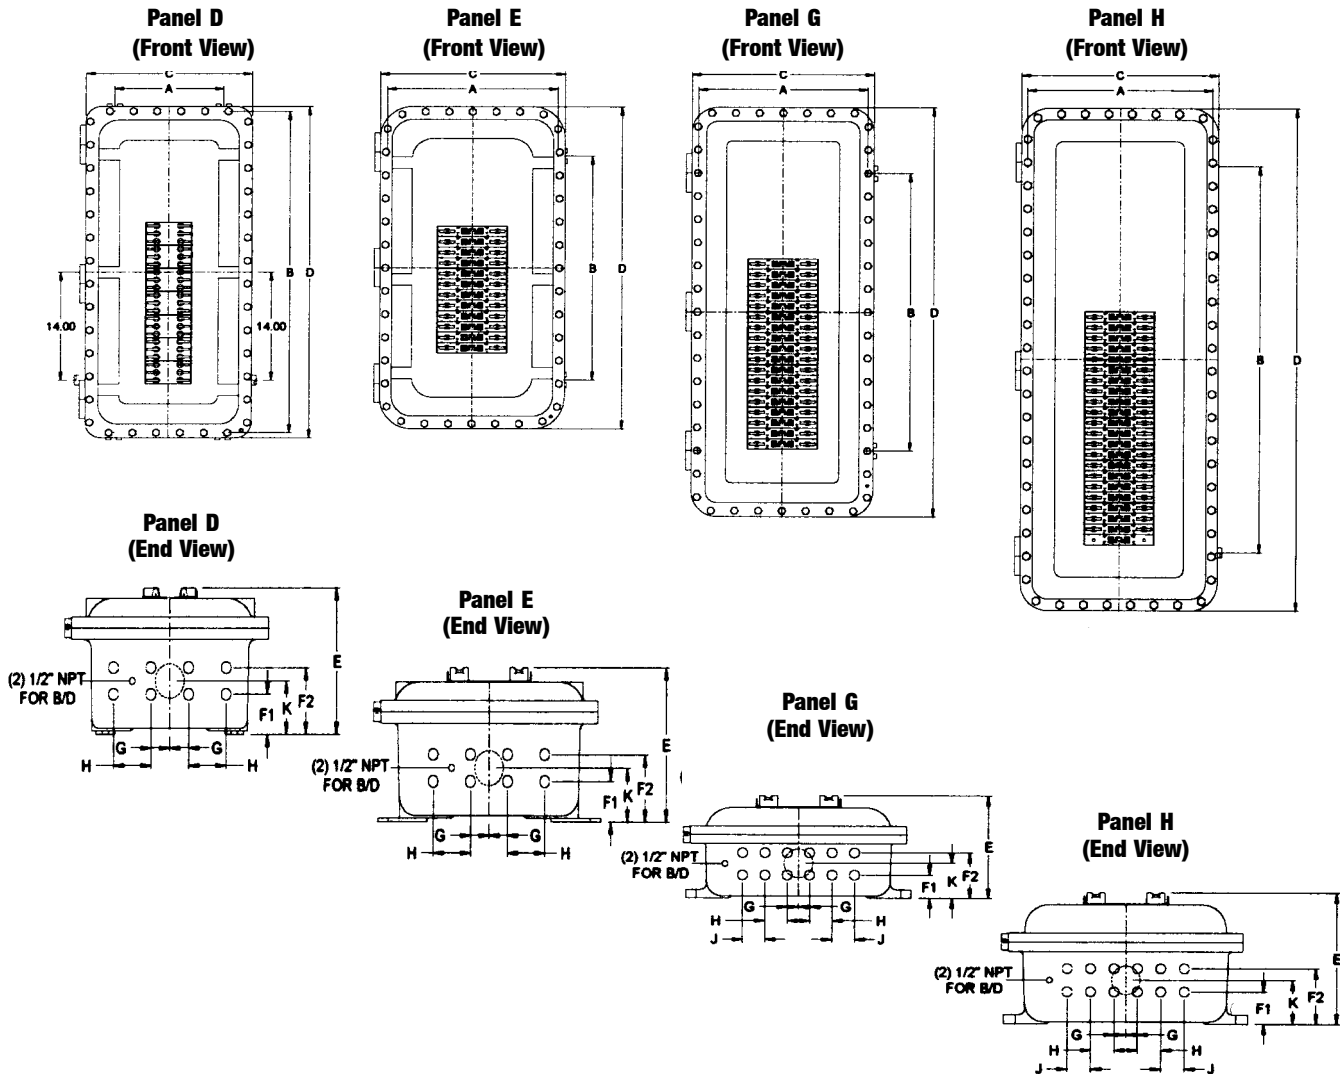 Panel D
(Front View)
C
A
B
D
14.00
14.00
Panel E
(Front View)
C
A
B
D
Panel G
(Front View)
C
A
B
D
Panel H
(Front View)
C
A
B
D
Panel D
(End View)
E
(2) 1/2" NPT
FOR B/D
F1
K
F2
G
G
H
H
Panel E
(End View)
E
(2) 1/2" NPT
FOR B/D
F1
K
F2
G
G
H
H
(
Panel G
(End View)
E
(2) 1/2" NPT
FOR B/D
F1
K
F2
G
G
H
H
J
J
Panel H
(End View)
E
(2) 1/2" NPT
FOR B/D
F1
K
F2
G
G
H
H
J
J